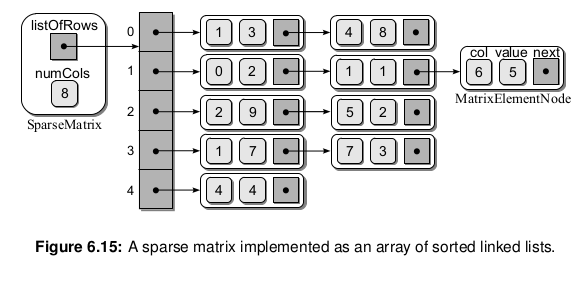 listOfRows
numCols
8
SparseMatrix
0 1 3 4 8
1 0 2 1 1
col value next
6 5
MatrixElementNode
2 2 9 5 2
3 1 7 7 3
4 4 4
Figure 6.15: A sparse matrix implemented as an array of sorted linked lists.